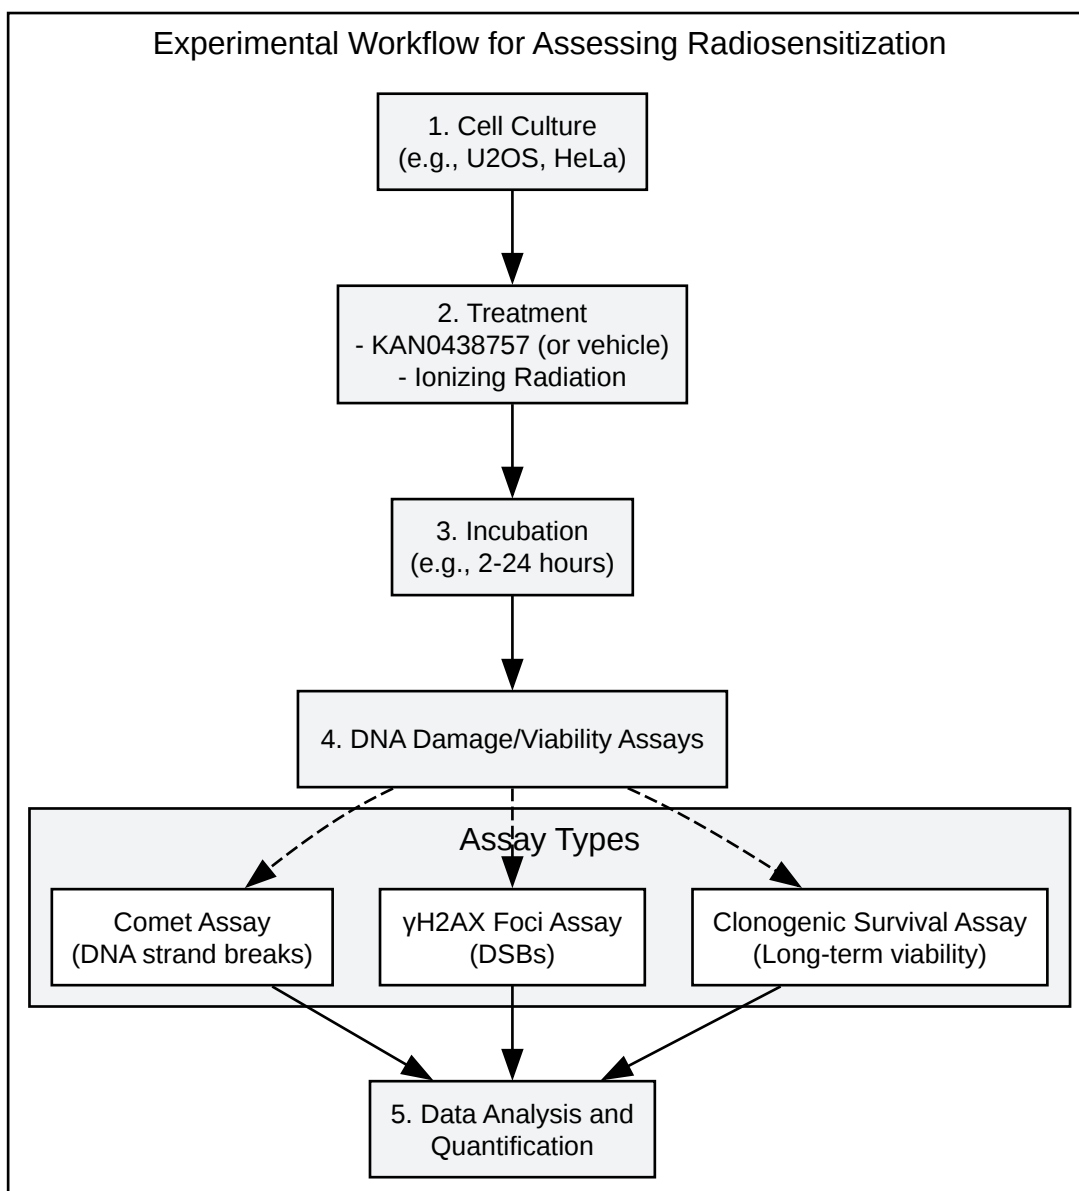 Experimental Workflow for Assessing Radiosensitization
1. Cell Culture
(e.g., U2OS, HeLa)
2. Treatment
- KAN0438757 (or vehicle)
- Ionizing Radiation
3. Incubation
(e.g., 2-24 hours)
4. DNA Damage/Viability Assays
Assay Types
Comet Assay
(DNA strand breaks)
γH2AX Foci Assay
(DSBs)
Clonogenic Survival Assay
(Long-term viability)
5. Data Analysis and
Quantification